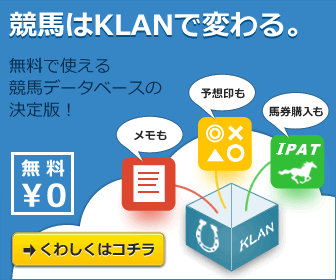 競馬はKLANで変わる。
無料で使える
競馬データベースの
決定版！
予想印も
馬券購入も
メモも
IPAT
無料
￥0
KLAN
くわしくはコチラ